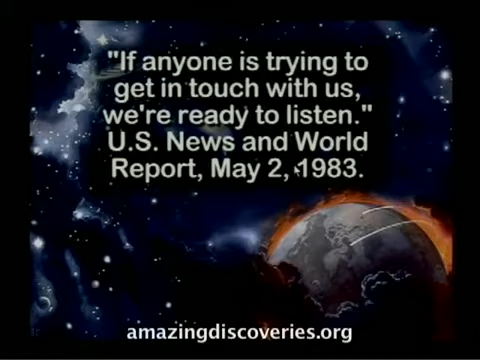 "If anyone is trying to
get in touch with us,
we're ready to listen."
U.S. News and World
Report, May 2, 1983.
amazingdiscoveries.org